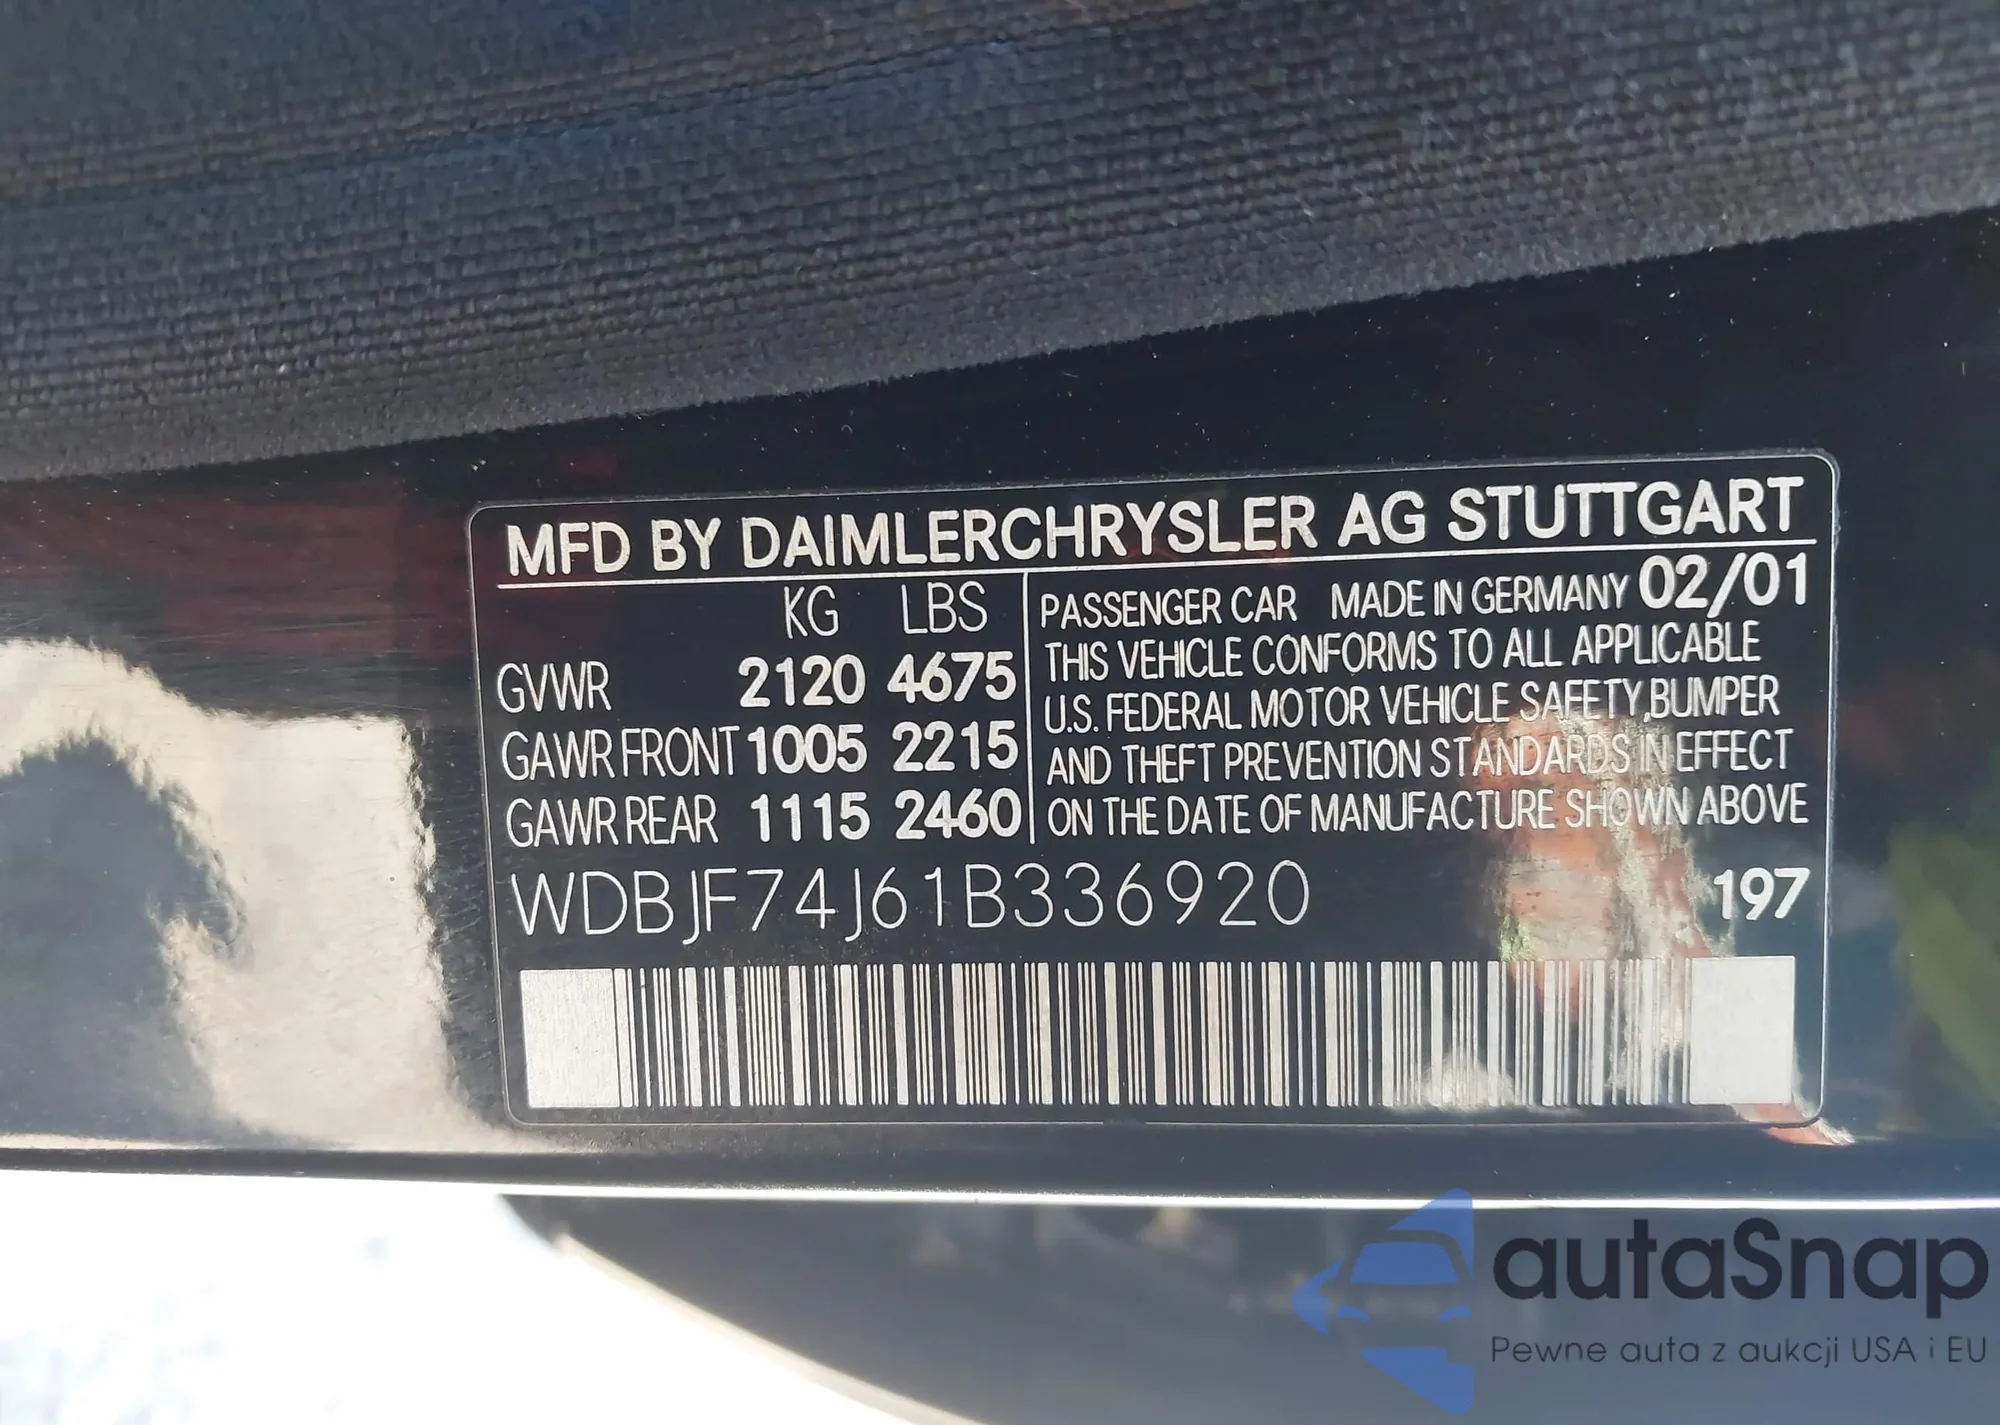 MFD BY DAIMLERCHRYSLER AG STUTTGART
KG LBS
GVWR 2120 4675
GAWR FRONT 1005 2215
GAWR REAR 1115 2460
PASSENGER CAR MADE IN GERMANY 02/01
THIS VEHICLE CONFORMS TO ALL APPLICABLE
U.S. FEDERAL MOTOR VEHICLE SAFETY,BUMPER
AND THEFT PREVENTION STANDARDS IN EFFECT
ON THE DATE OF MANUFACTURE SHOWN ABOVE
WDBJF74J61B336920 197
autaSnap
Pewne auta z aukcji USA i EU